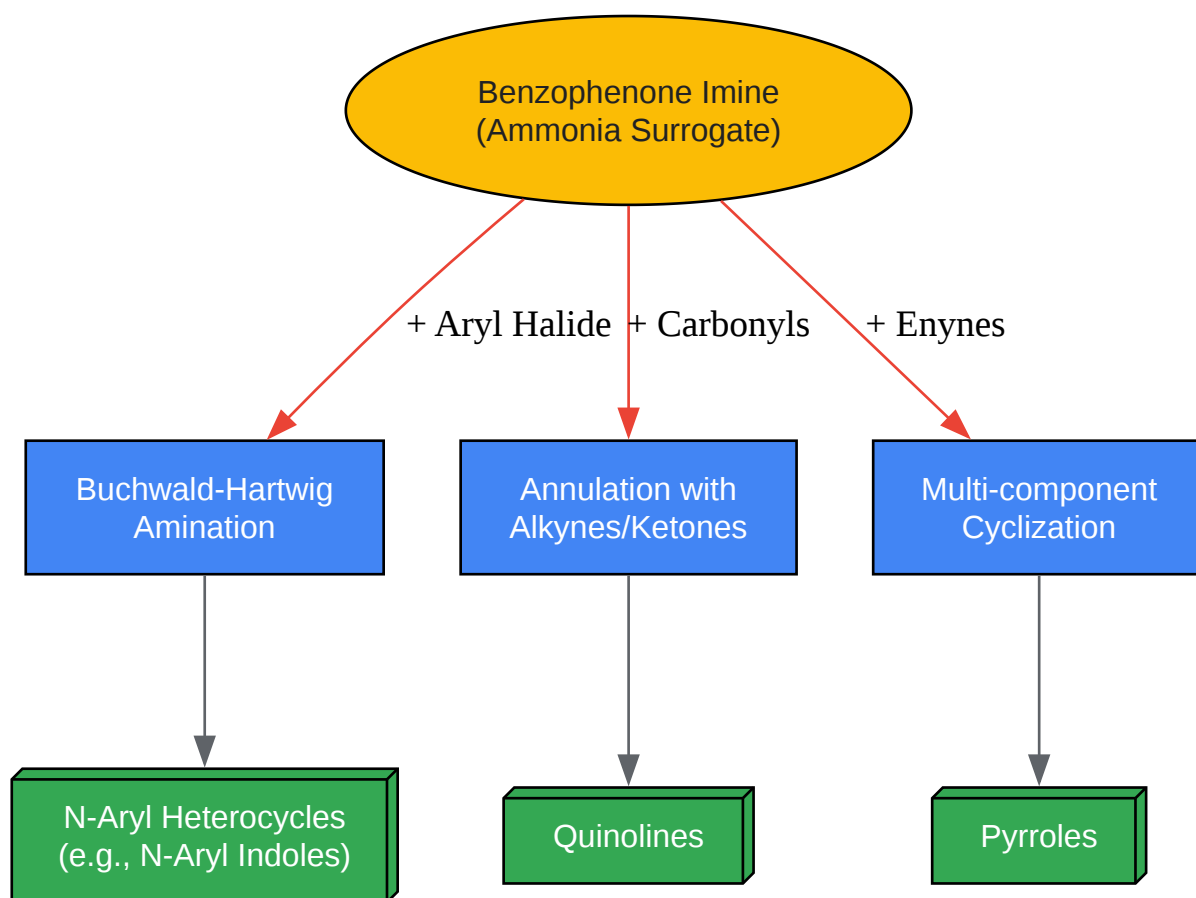 Benzophenone Imine
(Ammonia Surrogate)
+ Aryl Halide
+ Carbonyls
+ Enynes
Buchwald-Hartwig
Amination
Annulation with
Alkynes/Ketones
Multi-component
Cyclization
N-Aryl Heterocycles
(e.g., N-Aryl Indoles)
Quinolines
Pyrroles